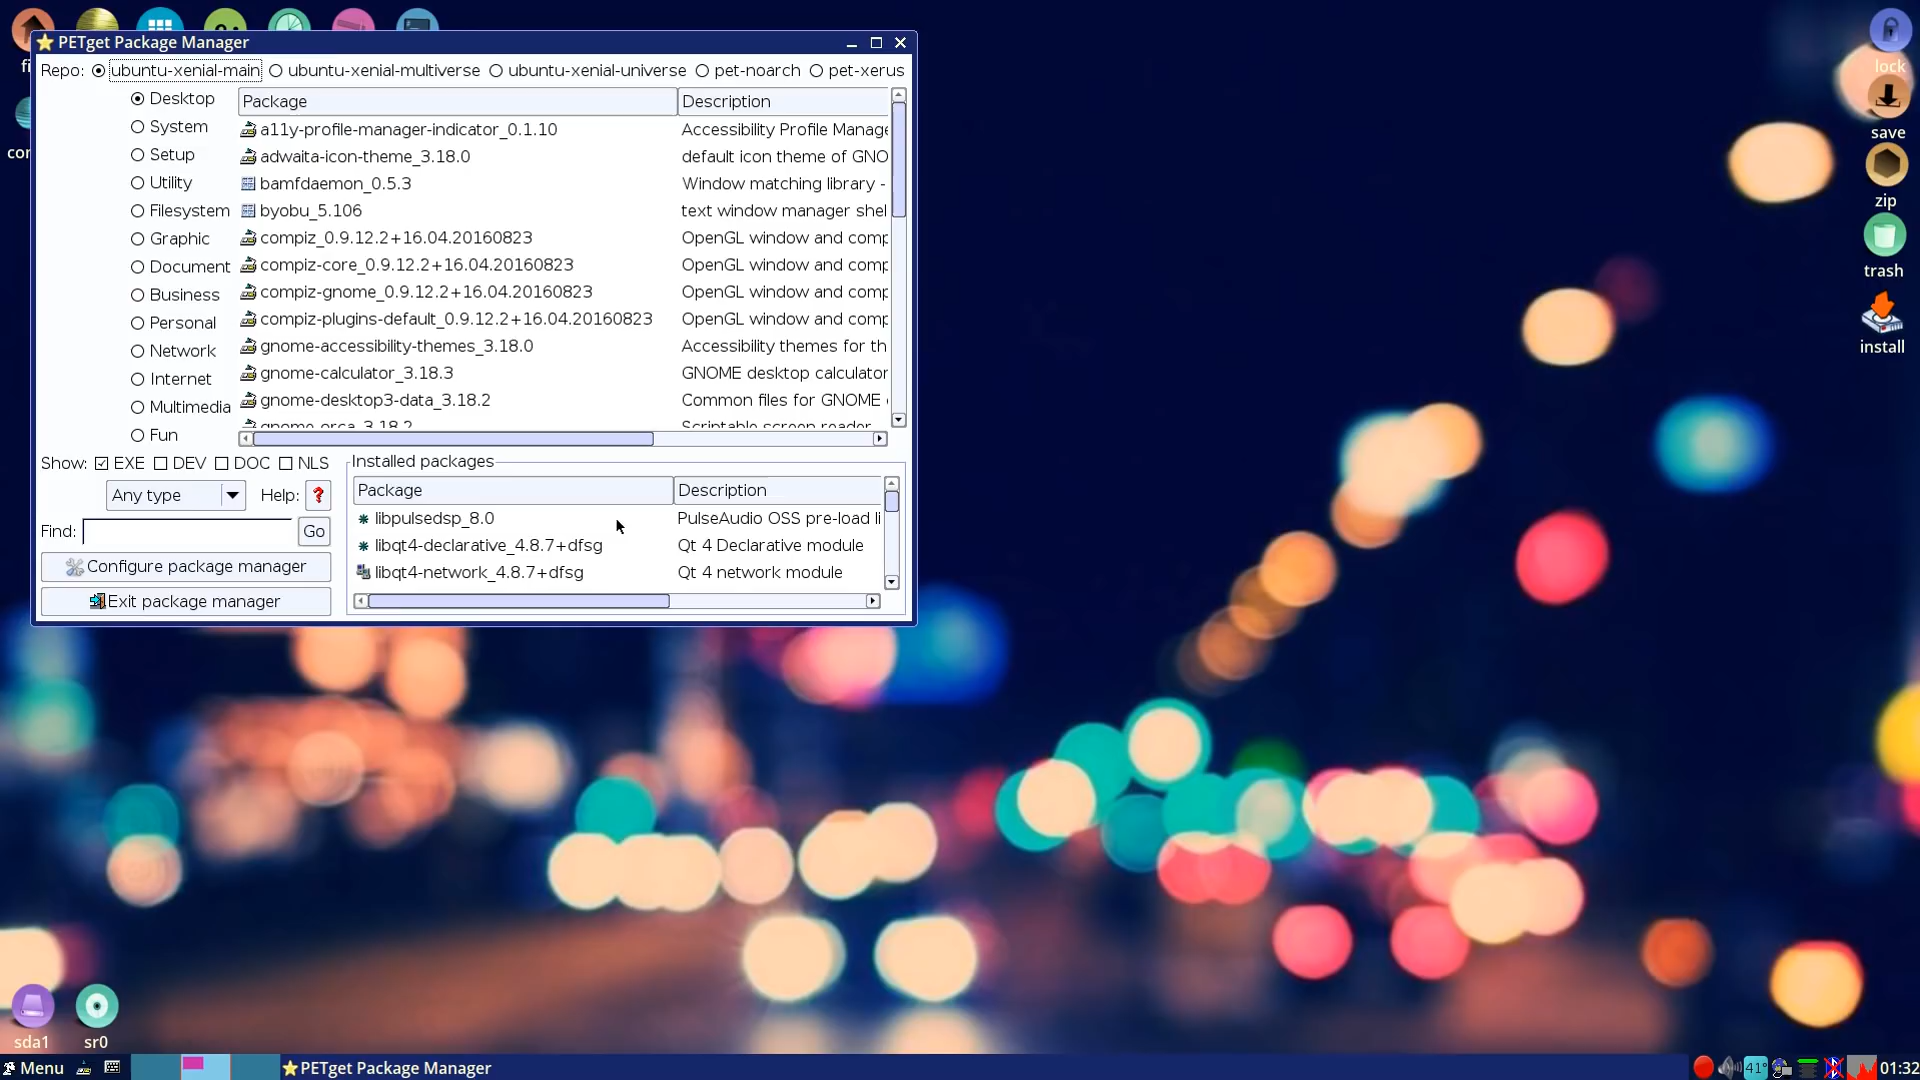 PETget Package Manager
Repo: ubuntu-xenial-main ubuntu-xenial-multiverse ubuntu-xenial-universe pet-noarch pet-xerus
Desktop
System
Setup
Utility
Filesystem
Graphic
Document
Business
Personal
Network
Internet
Multimedia
Fun
Package Description
a11y-profile-manager-indicator_0.1.10 Accessibility Profile Manage
adwaita-icon-theme_3.18.0 default icon theme of GNO
bamfdaemon_0.5.3 Window matching library -
byobu_5.106 text window manager shel
compiz_0.9.12.2+16.04.20160823 OpenGL window and comp
compiz-core_0.9.12.2+16.04.20160823 OpenGL window and comp
compiz-gnome_0.9.12.2+16.04.20160823 OpenGL window and comp
compiz-plugins-default_0.9.12.2+16.04.20160823 OpenGL window and comp
gnome-accessibility-themes_3.18.0 Accessibility themes for th
gnome-calculator_3.18.3 GNOME desktop calculator
gnome-desktop3-data_3.18.2 Common files for GNOME
gnome-orca_3.18.2 Scriptable screen reader
Show: EXE DEV DOC NLS
Any type Help: ?
Find: Go
Configure package manager
Exit package manager
Installed packages
Package Description
libpulsedsp_8.0 PulseAudio OSS pre-load li
libqt4-declarative_4.8.7+dfsg Qt 4 Declarative module
libqt4-network_4.8.7+dfsg Qt 4 network module
fi
con
lock
save
zip
trash
install
sda1 sr0
Menu PETget Package Manager 41° 01:32